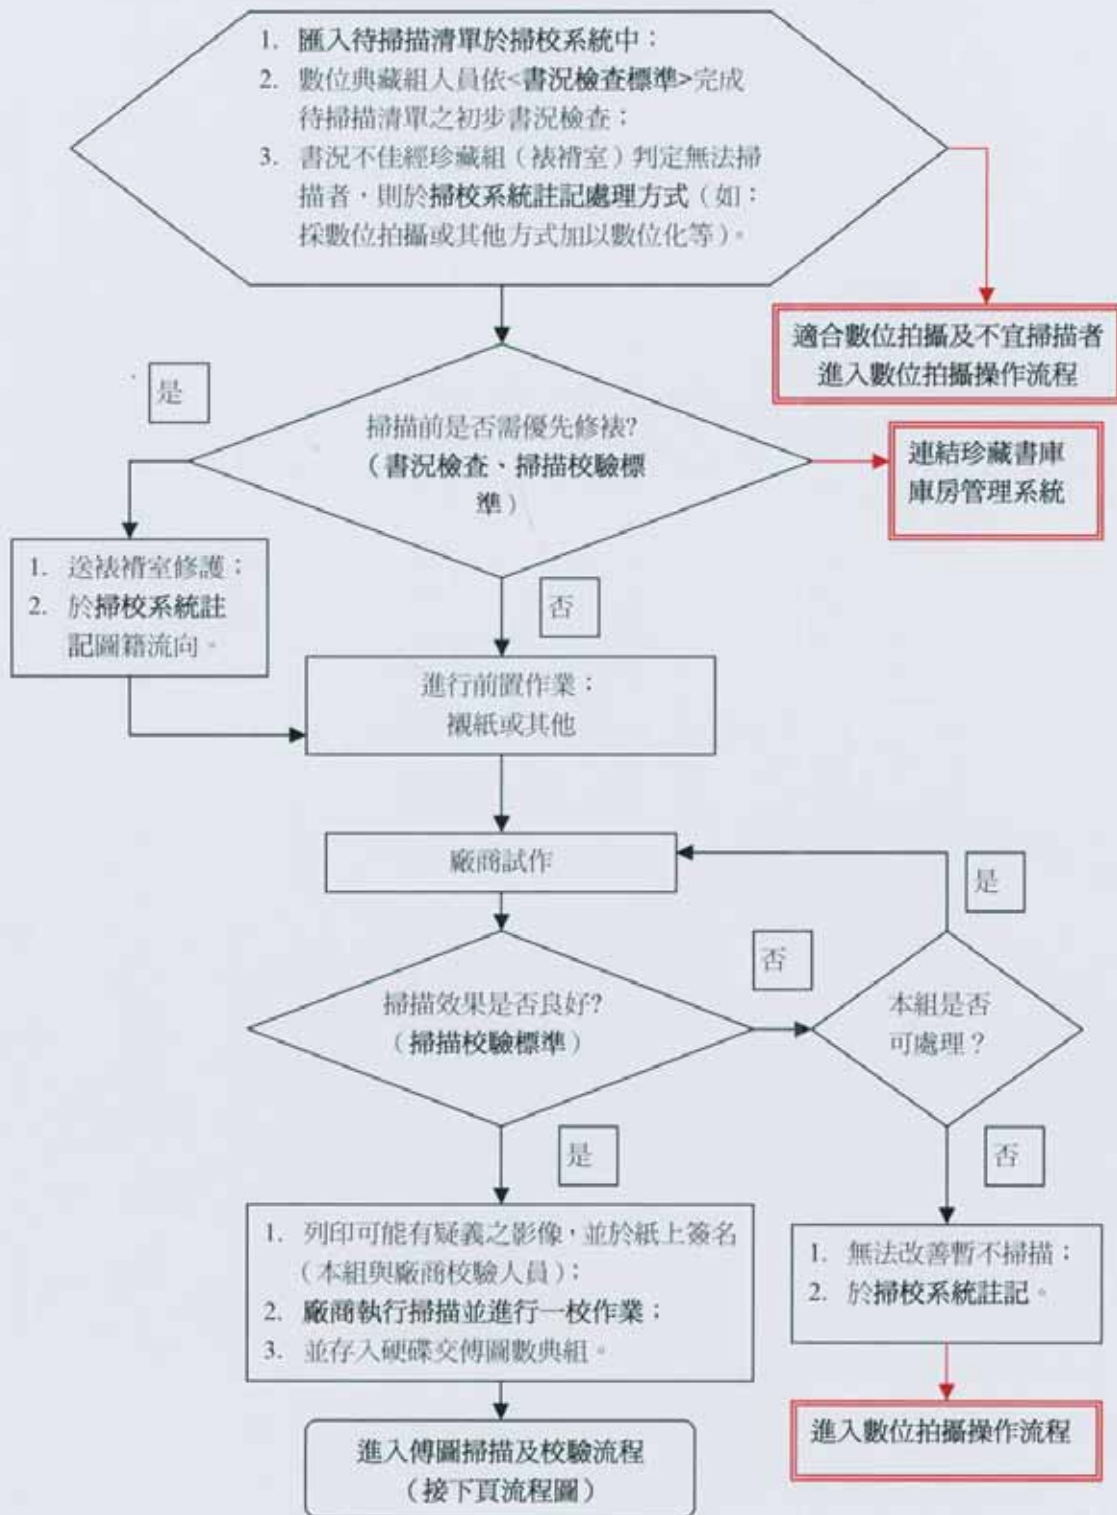 1. 匯入待掃描清單於掃校系統中；
2. 數位典藏組人員依<書況檢查標準>完成
待掃描清單之初步書況檢查；
3. 書況不佳經珍藏組（裱褙室）判定無法掃
描者，則於掃校系統註記處理方式（如：
採數位拍攝或其他方式加以數位化等）。
適合數位拍攝及不宜掃描者
進入數位拍攝操作流程
是
掃描前是否需優先修裱?
（書況檢查、掃描校驗標
準）
連結珍藏書庫
庫房管理系統
1. 送裱褙室修護；
2. 於掃校系統註
記圖籍流向。
否
進行前置作業：
襯紙或其他
廠商試作
是
掃描效果是否良好?
（掃描校驗標準）
否
本組是否
可處理？
是
否
1. 列印可能有疑義之影像，並於紙上簽名
（本組與廠商校驗人員）；
2. 廠商執行掃描並進行一校作業；
3. 並存入硬碟交傅圖數典組。
1. 無法改善暫不掃描；
2. 於掃校系統註記。
進入傅圖掃描及校驗流程
（接下頁流程圖）
進入數位拍攝操作流程